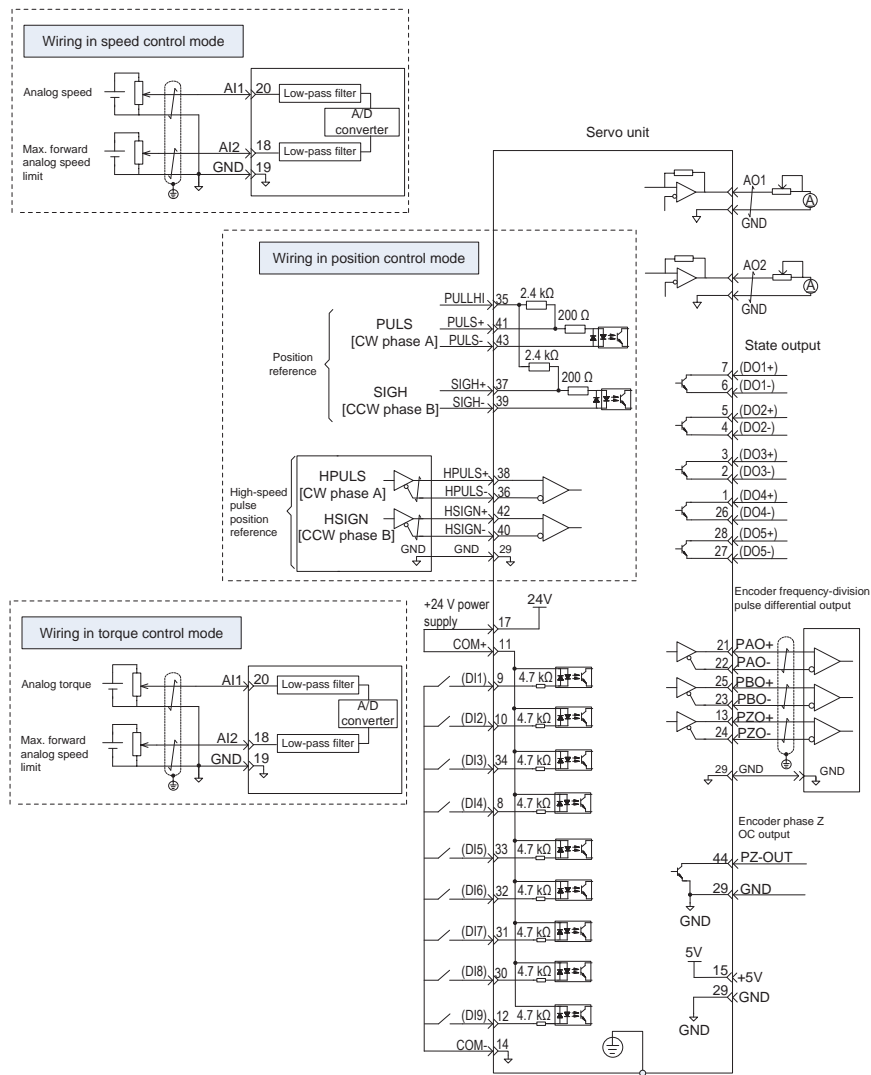 Wiring in speed control mode
Analog speed
AI1 20 Low-pass filter
A/D
converter
Max. forward
analog speed
limit
AI2 18 Low-pass filter
GND 19
Servo unit
AO1
A
GND
AO2
A
GND
Wiring in position control mode
Position
reference
PULLHI 35 2.4 kΩ
200 Ω
PULS
[CW phase A]
PULS+ 41
PULS- 43
2.4 kΩ
200 Ω
SIGH
[CCW phase B]
SIGH+ 37
SIGH- 39
High-speed
pulse
position
reference
HPULS
[CW phase A]
HPULS+ 38
HPULS- 36
HSIGN
[CCW phase B]
HSIGN+ 42
HSIGN- 40
GND GND 29
State output
7 (DO1+)
6 (DO1-)
5 (DO2+)
4 (DO2-)
3 (DO3+)
2 (DO3-)
1 (DO4+)
26 (DO4-)
28 (DO5+)
27 (DO5-)
Wiring in torque control mode
Analog torque
AI1 20 Low-pass filter
A/D
converter
Max. forward
analog speed
limit
AI2 18 Low-pass filter
GND 19
+24 V power
supply
17 24V
COM+ 11
(DI1) 9 4.7 kΩ
(DI2) 10 4.7 kΩ
(DI3) 34 4.7 kΩ
(DI4) 8 4.7 kΩ
(DI5) 33 4.7 kΩ
(DI6) 32 4.7 kΩ
(DI7) 31 4.7 kΩ
(DI8) 30 4.7 kΩ
(DI9) 12 4.7 kΩ
COM- 14
Encoder frequency-division
pulse differential output
21 PAO+
22 PAO-
25 PBO+
23 PBO-
13 PZO+
24 PZO-
29 GND GND
Encoder phase Z
OC output
44 PZ-OUT
29 GND
GND
5V
15 +5V
29 GND
GND